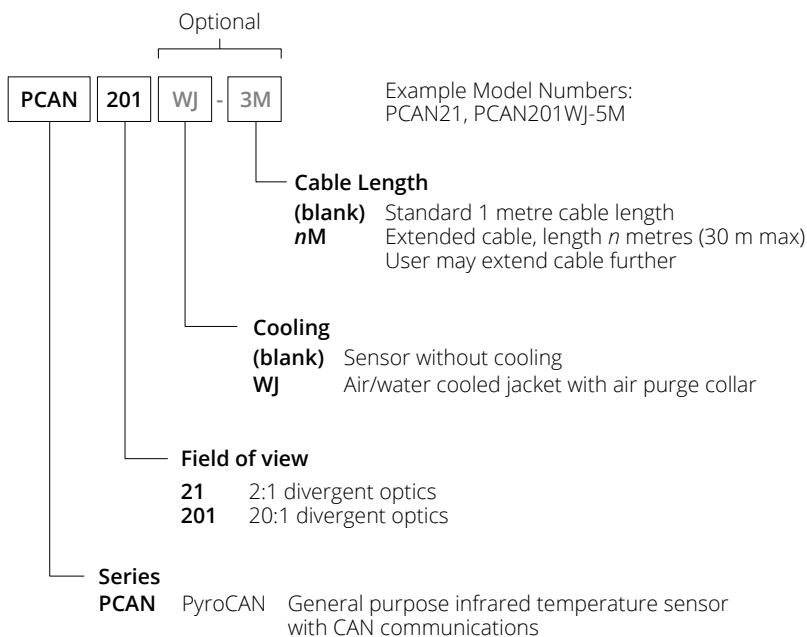 Optional
PCAN 201 WJ - 3M
Example Model Numbers:
PCAN21, PCAN201WJ-5M
Cable Length
(blank) Standard 1 metre cable length
nM Extended cable, length n metres (30 m max)
User may extend cable further
Cooling
(blank) Sensor without cooling
WJ Air/water cooled jacket with air purge collar
Field of view
21 2:1 divergent optics
201 20:1 divergent optics
Series
PCAN PyroCAN General purpose infrared temperature sensor
with CAN communications